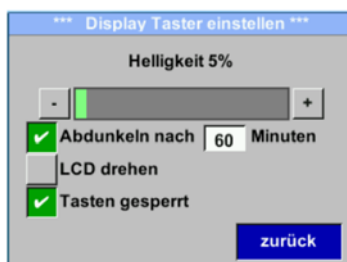 *** Display Taster einstellen ***
Helligkeit 5%
- +
Abdunkeln nach 60 Minuten
LCD drehen
Tasten gesperrt
zurück